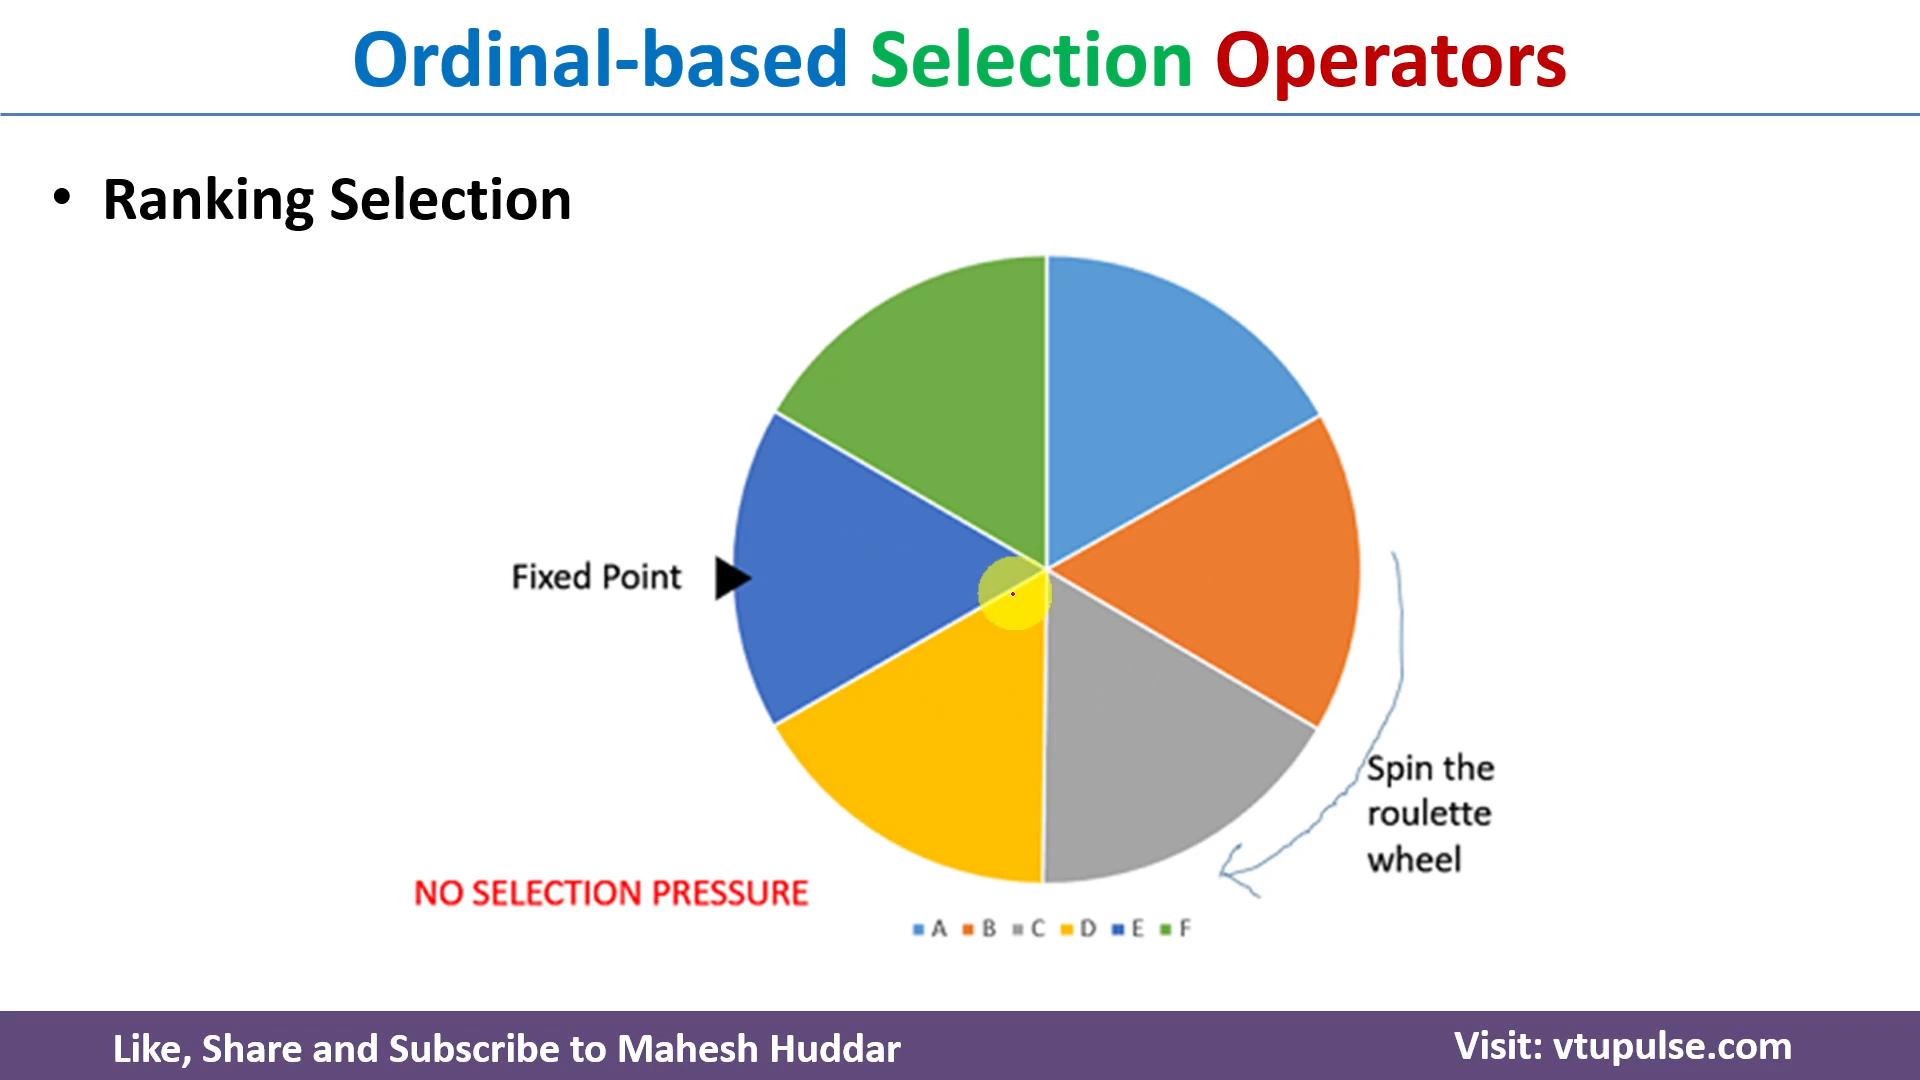 Ordinal-based Selection Operators
• Ranking Selection
Fixed Point
Spin the
roulette
wheel
NO SELECTION PRESSURE
A B C D E F
Like, Share and Subscribe to Mahesh Huddar
Visit: vtupulse.com